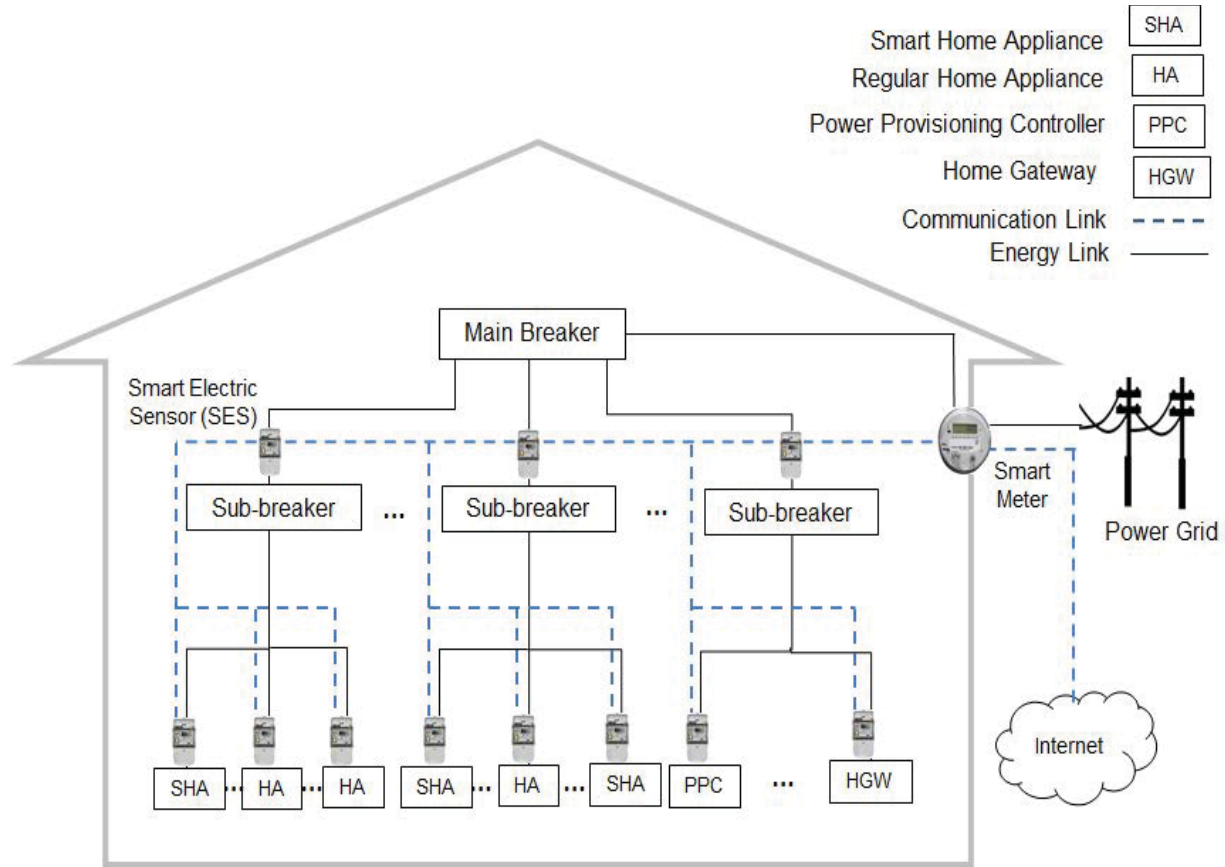 SHA
Smart Home Appliance
HA
Regular Home Appliance
PPC
Power Provisioning Controller
HGW
Home Gateway
Communication Link
Energy Link
Main Breaker
Smart Electric
Sensor (SES)
Smart
Meter
Power Grid
Sub-breaker
...
Sub-breaker
...
Sub-breaker
Internet
SHA ... HA ... HA
SHA ... HA ... SHA
PPC ... HGW